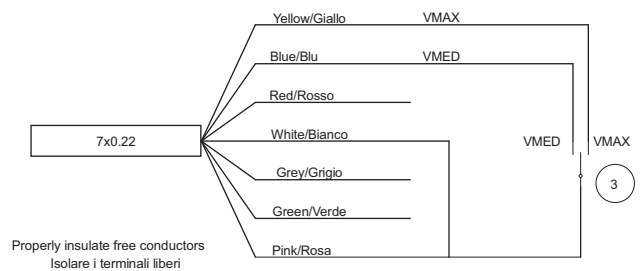 Yellow/Giallo VMAX
Blue/Blu VMED
Red/Rosso
White/Bianco
7x0.22
VMED VMAX
Grey/Grigio
3
Green/Verde
Pink/Rosa
Properly insulate free conductors
Isolare i terminali liberi